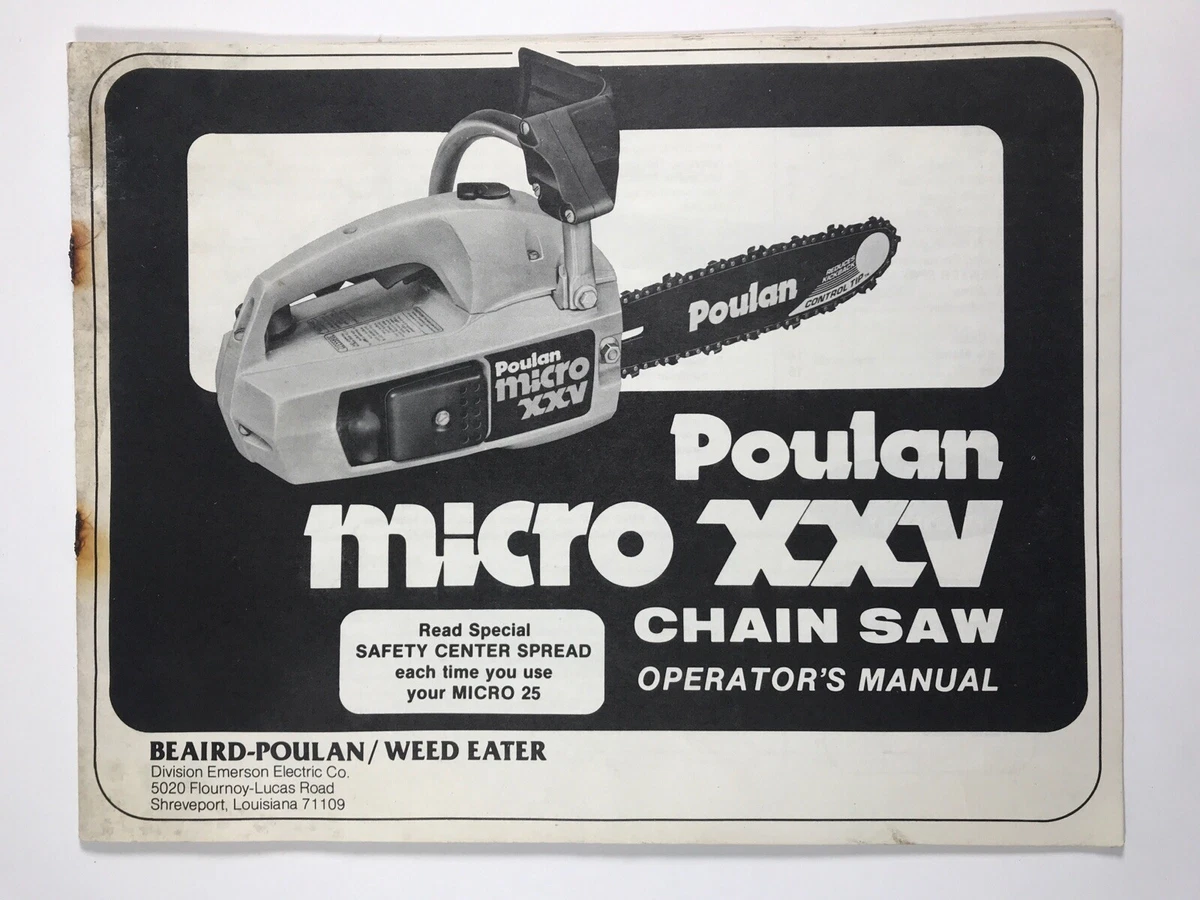 REDUCES
KICKBACK
CONTROL TIP
Poulan
Poulan
micro
XXV
Poulan
micro XXV
CHAIN SAW
OPERATOR'S MANUAL
Read Special
SAFETY CENTER SPREAD
each time you use
your MICRO 25
BEAIRD-POULAN/WEED EATER
Division Emerson Electric Co.
5020 Flournoy-Lucas Road
Shreveport, Louisiana 71109